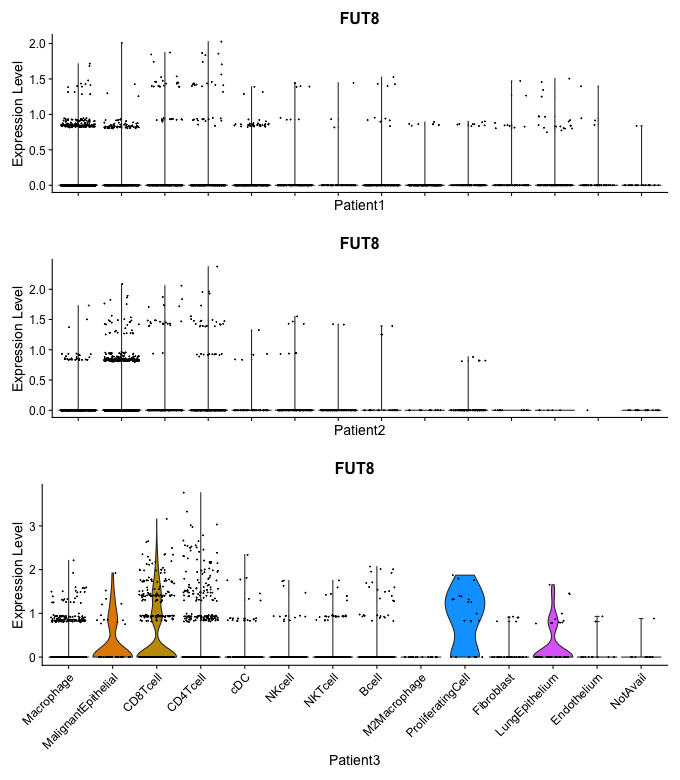 FUT8
Expression Level
2.0
1.5
1.0
0.5
0.0
Patient1
FUT8
Expression Level
2.0
1.5
1.0
0.5
0.0
Patient2
FUT8
Expression Level
3
2
1
0
Macrophage
MalignantEpithelial
CD8Tcell
CD4Tcell
cDC
NKcell
NKTcell
Bcell
M2Macrophage
ProliferatingCell
Fibroblast
LungEpithelium
Endothelium
NotAvail
Patient3